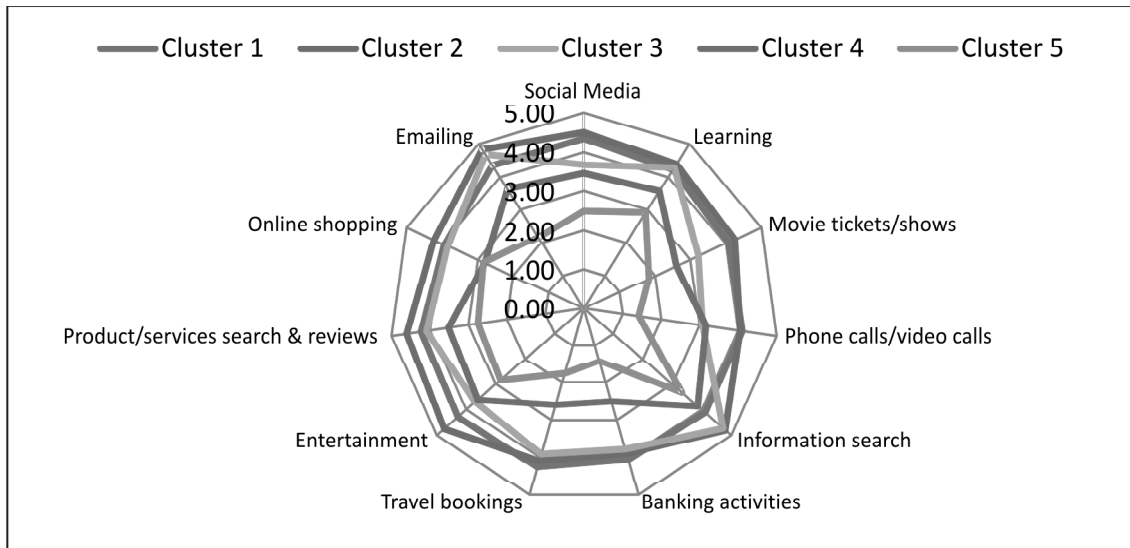 Cluster 1 Cluster 2 Cluster 3 Cluster 4 Cluster 5
Social Media
5.00
Emailing
Learning
4.00
3.00
Online shopping
Movie tickets/shows
2.00
1.00
0.00
Product/services search & reviews
Phone calls/video calls
Entertainment
Information search
Travel bookings
Banking activities